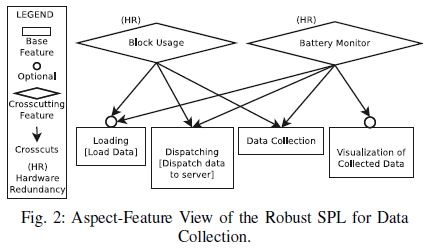 LEGEND
Base
Feature
Optional
Crosscutting
Feature
Crosscuts
(HR)
Hardware
Redundancy
(HR)
Block Usage
(HR)
Battery Monitor
Loading
[Load Data]
Dispatching
[Dispatch data
to server]
Data Collection
Visualization of
Collected Data
Fig. 2: Aspect-Feature View of the Robust SPL for Data
Collection.